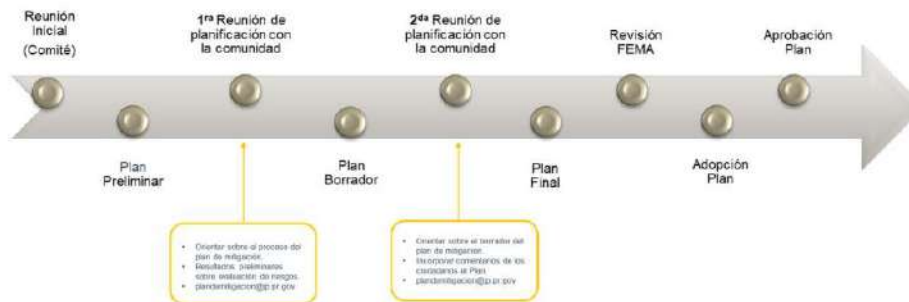 Reunión
Inicial
(Comité)
1ra Reunión de
planificación con
la comunidad
2da Reunión de
planificación con
la comunidad
Revisión
FEMA
Aprobación
Plan
Plan
Preliminar
Plan
Borrador
Plan
Final
Adopción
Plan
• Orientar sobre el proceso del
plan de mitigación.
• Resultados preliminares
sobre evaluación de riesgos.
• plandemitigacion@jp.pr.gov
• Orientar sobre el borrador del
plan de mitigación.
• Incorporar comentarios de los
ciudadanos al Plan
• plandemitigacion@jp.pr.gov